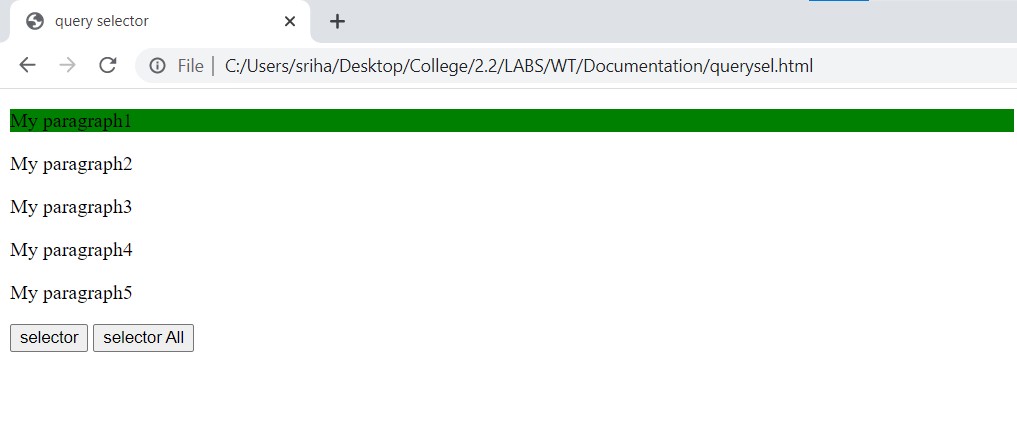 query selector
File | C:/Users/sriha/Desktop/College/2.2/LABS/WT/Documentation/querysel.html
My paragraph1
My paragraph2
My paragraph3
My paragraph4
My paragraph5
selector selector All